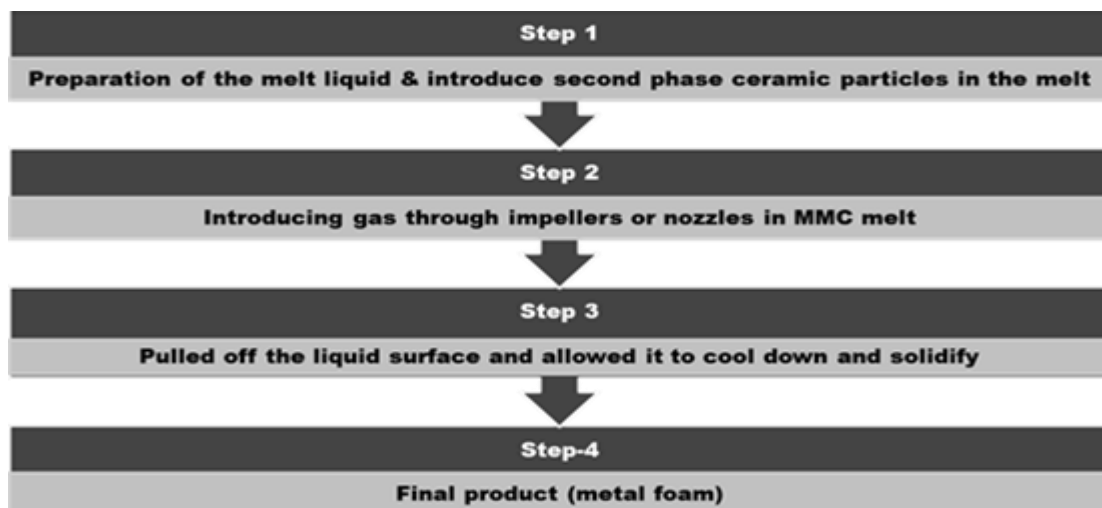 Step 1
Preparation of the melt liquid & introduce second phase ceramic particles in the melt
Step 2
Introducing gas through impellers or nozzles in MMC melt
Step 3
Pulled off the liquid surface and allowed it to cool down and solidify
Step-4
Final product (metal foam)